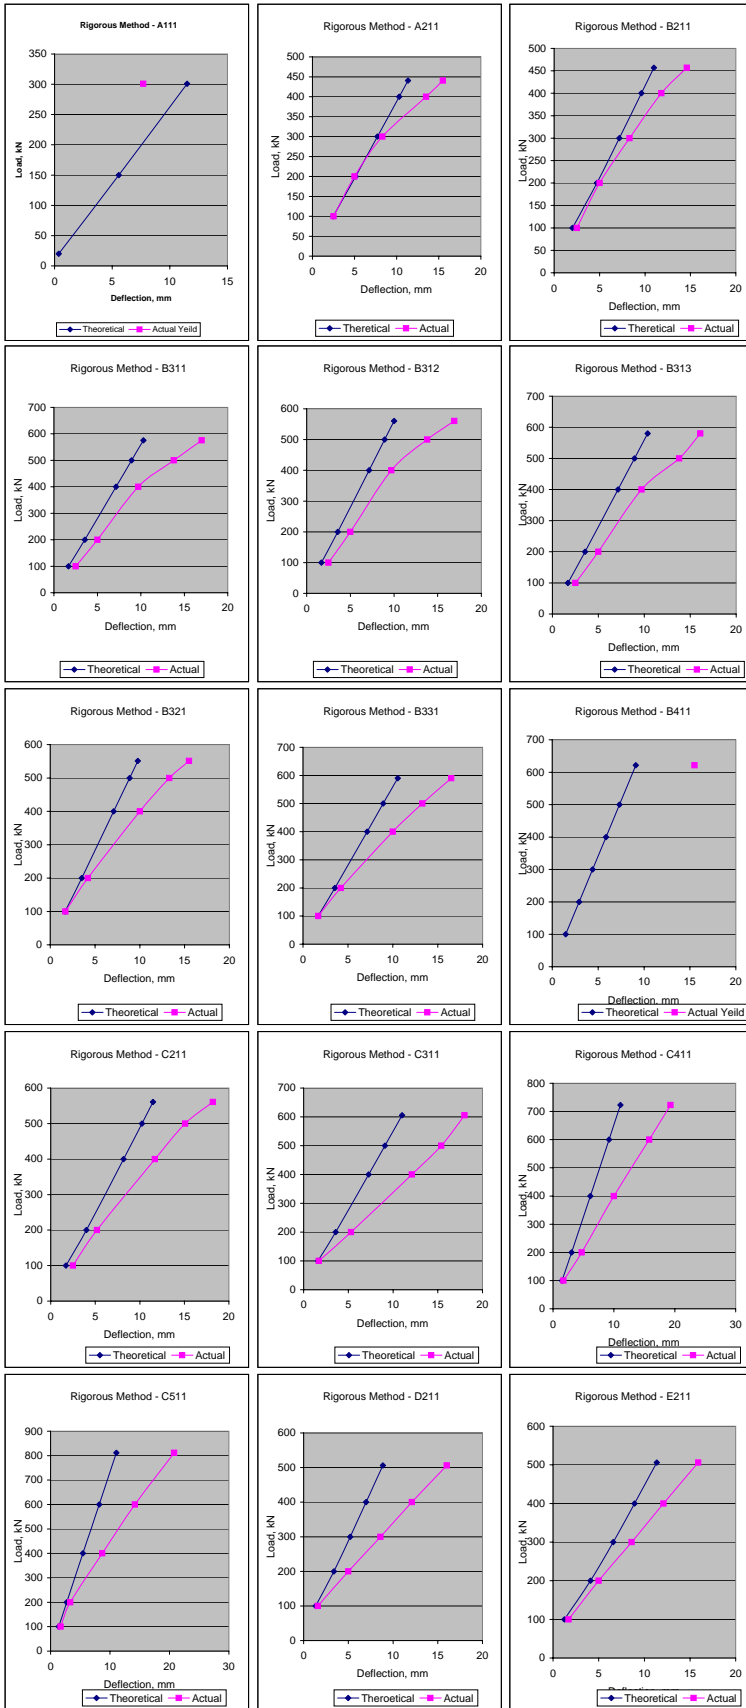 Rigorous Method - A111
Load, kN
350
300
250
200
150
100
50
0
0 5 10 15
Deflection, mm
Theoretical Actual Yeild
Rigorous Method - A211
Load, kN
500
450
400
350
300
250
200
150
100
50
0
0 5 10 15 20
Deflection, mm
Theretical Actual
Rigorous Method - B211
Load, kN
500
450
400
350
300
250
200
150
100
50
0
0 5 10 15 20
Deflection, mm
Theretical Actual
Rigorous Method - B311
Load, kN
700
600
500
400
300
200
100
0
0 5 10 15 20
Deflection, mm
Theoretical Actual
Rigorous Method - B312
Load, kN
600
500
400
300
200
100
0
0 5 10 15 20
Deflection, mm
Theoretical Actual
Rigorous Method - B313
Load, kN
700
600
500
400
300
200
100
0
0 5 10 15 20
Deflection, mm
Theoretical Actual
Rigorous Method - B321
Load, kN
600
500
400
300
200
100
0
0 5 10 15 20
Deflection, mm
Theoretical Actual
Rigorous Method - B331
Load, kN
700
600
500
400
300
200
100
0
0 5 10 15 20
Deflection, mm
Theoretical Actual
Rigorous Method - B411
Load, kN
700
600
500
400
300
200
100
0
0 5 10 15 20
Deflection, mm
Theoretical Actual Yeild
Rigorous Method - C211
Load, kN
600
500
400
300
200
100
0
0 5 10 15 20
Deflection, mm
Theoretical Actual
Rigorous Method - C311
Load, kN
700
600
500
400
300
200
100
0
0 5 10 15 20
Deflection, mm
Theoretical Actual
Rigorous Method - C411
Load, kN
800
700
600
500
400
300
200
100
0
0 10 20 30
Deflection, mm
Theoretical Actual
Rigorous Method - C511
Load, kN
900
800
700
600
500
400
300
200
100
0
0 10 20 30
Deflection, mm
Theoretical Actual
Rigorous Method - D211
Load, kN
600
500
400
300
200
100
0
0 5 10 15 20
Deflection, mm
Theroetical Actual
Rigorous Method - E211
Load, kN
600
500
400
300
200
100
0
0 5 10 15 20
Deflection, mm
Theoretical Actual